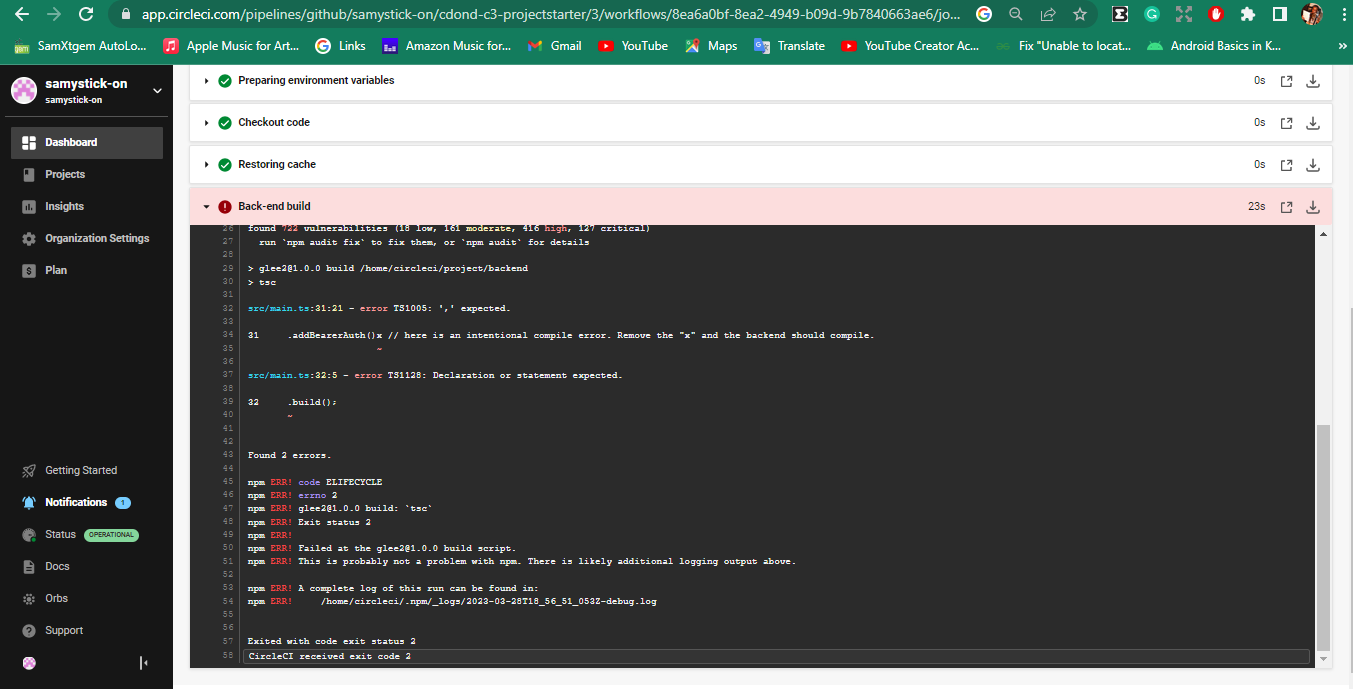 app.circleci.com/pipelines/github/samystick-on/cdond-c3-projectstarter/3/workflows/8ea6a0bf-8ea2-4949-b09d-9b7840663ae6/jo...
SamXtgem AutoLo...
Apple Music for Art...
Links
Amazon Music for...
Gmail
YouTube
Maps
Translate
YouTube Creator Ac...
Fix "Unable to locat...
Android Basics in K...
»
samystick-on
samystick-on
Dashboard
Projects
Insights
Organization Settings
Plan
Getting Started
Notifications 1
Status OPERATIONAL
Docs
Orbs
Support
Preparing environment variables 0s
Checkout code 0s
Restoring cache 0s
Back-end build 23s
26 found 722 vulnerabilities (18 low, 161 moderate, 416 high, 127 critical)
27 run `npm audit fix` to fix them, or `npm audit` for details
28
29 > glee2@1.0.0 build /home/circleci/project/backend
30 > tsc
31
32 src/main.ts:31:21 - error TS1005: ',' expected.
33
34 31 .addBearerAuth()x // here is an intentional compile error. Remove the "x" and the backend should compile.
35 ~
36
37 src/main.ts:32:5 - error TS1128: Declaration or statement expected.
38
39 32 .build();
40 ~
41
42
43 Found 2 errors.
44
45 npm ERR! code ELIFECYCLE
46 npm ERR! errno 2
47 npm ERR! glee2@1.0.0 build: `tsc`
48 npm ERR! Exit status 2
49 npm ERR!
50 npm ERR! Failed at the glee2@1.0.0 build script.
51 npm ERR! This is probably not a problem with npm. There is likely additional logging output above.
52
53 npm ERR! A complete log of this run can be found in:
54 npm ERR! /home/circleci/.npm/_logs/2023-03-28T18_56_51_053Z-debug.log
55
56
57 Exited with code exit status 2
58 CircleCI received exit code 2